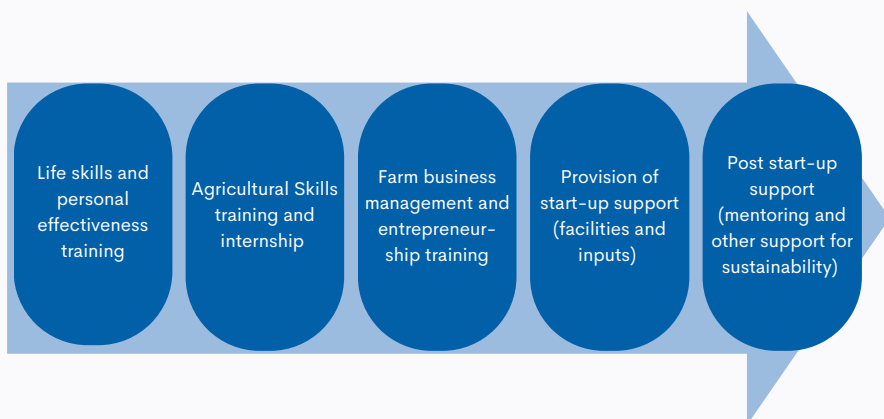 Life skills and
personal
effectiveness
training
Agricultural Skills
training and
internship
Farm business
management and
entrepreneur-
ship training
Provision of
start-up support
(facilities and
inputs)
Post start-up
support
(mentoring and
other support for
sustainability)